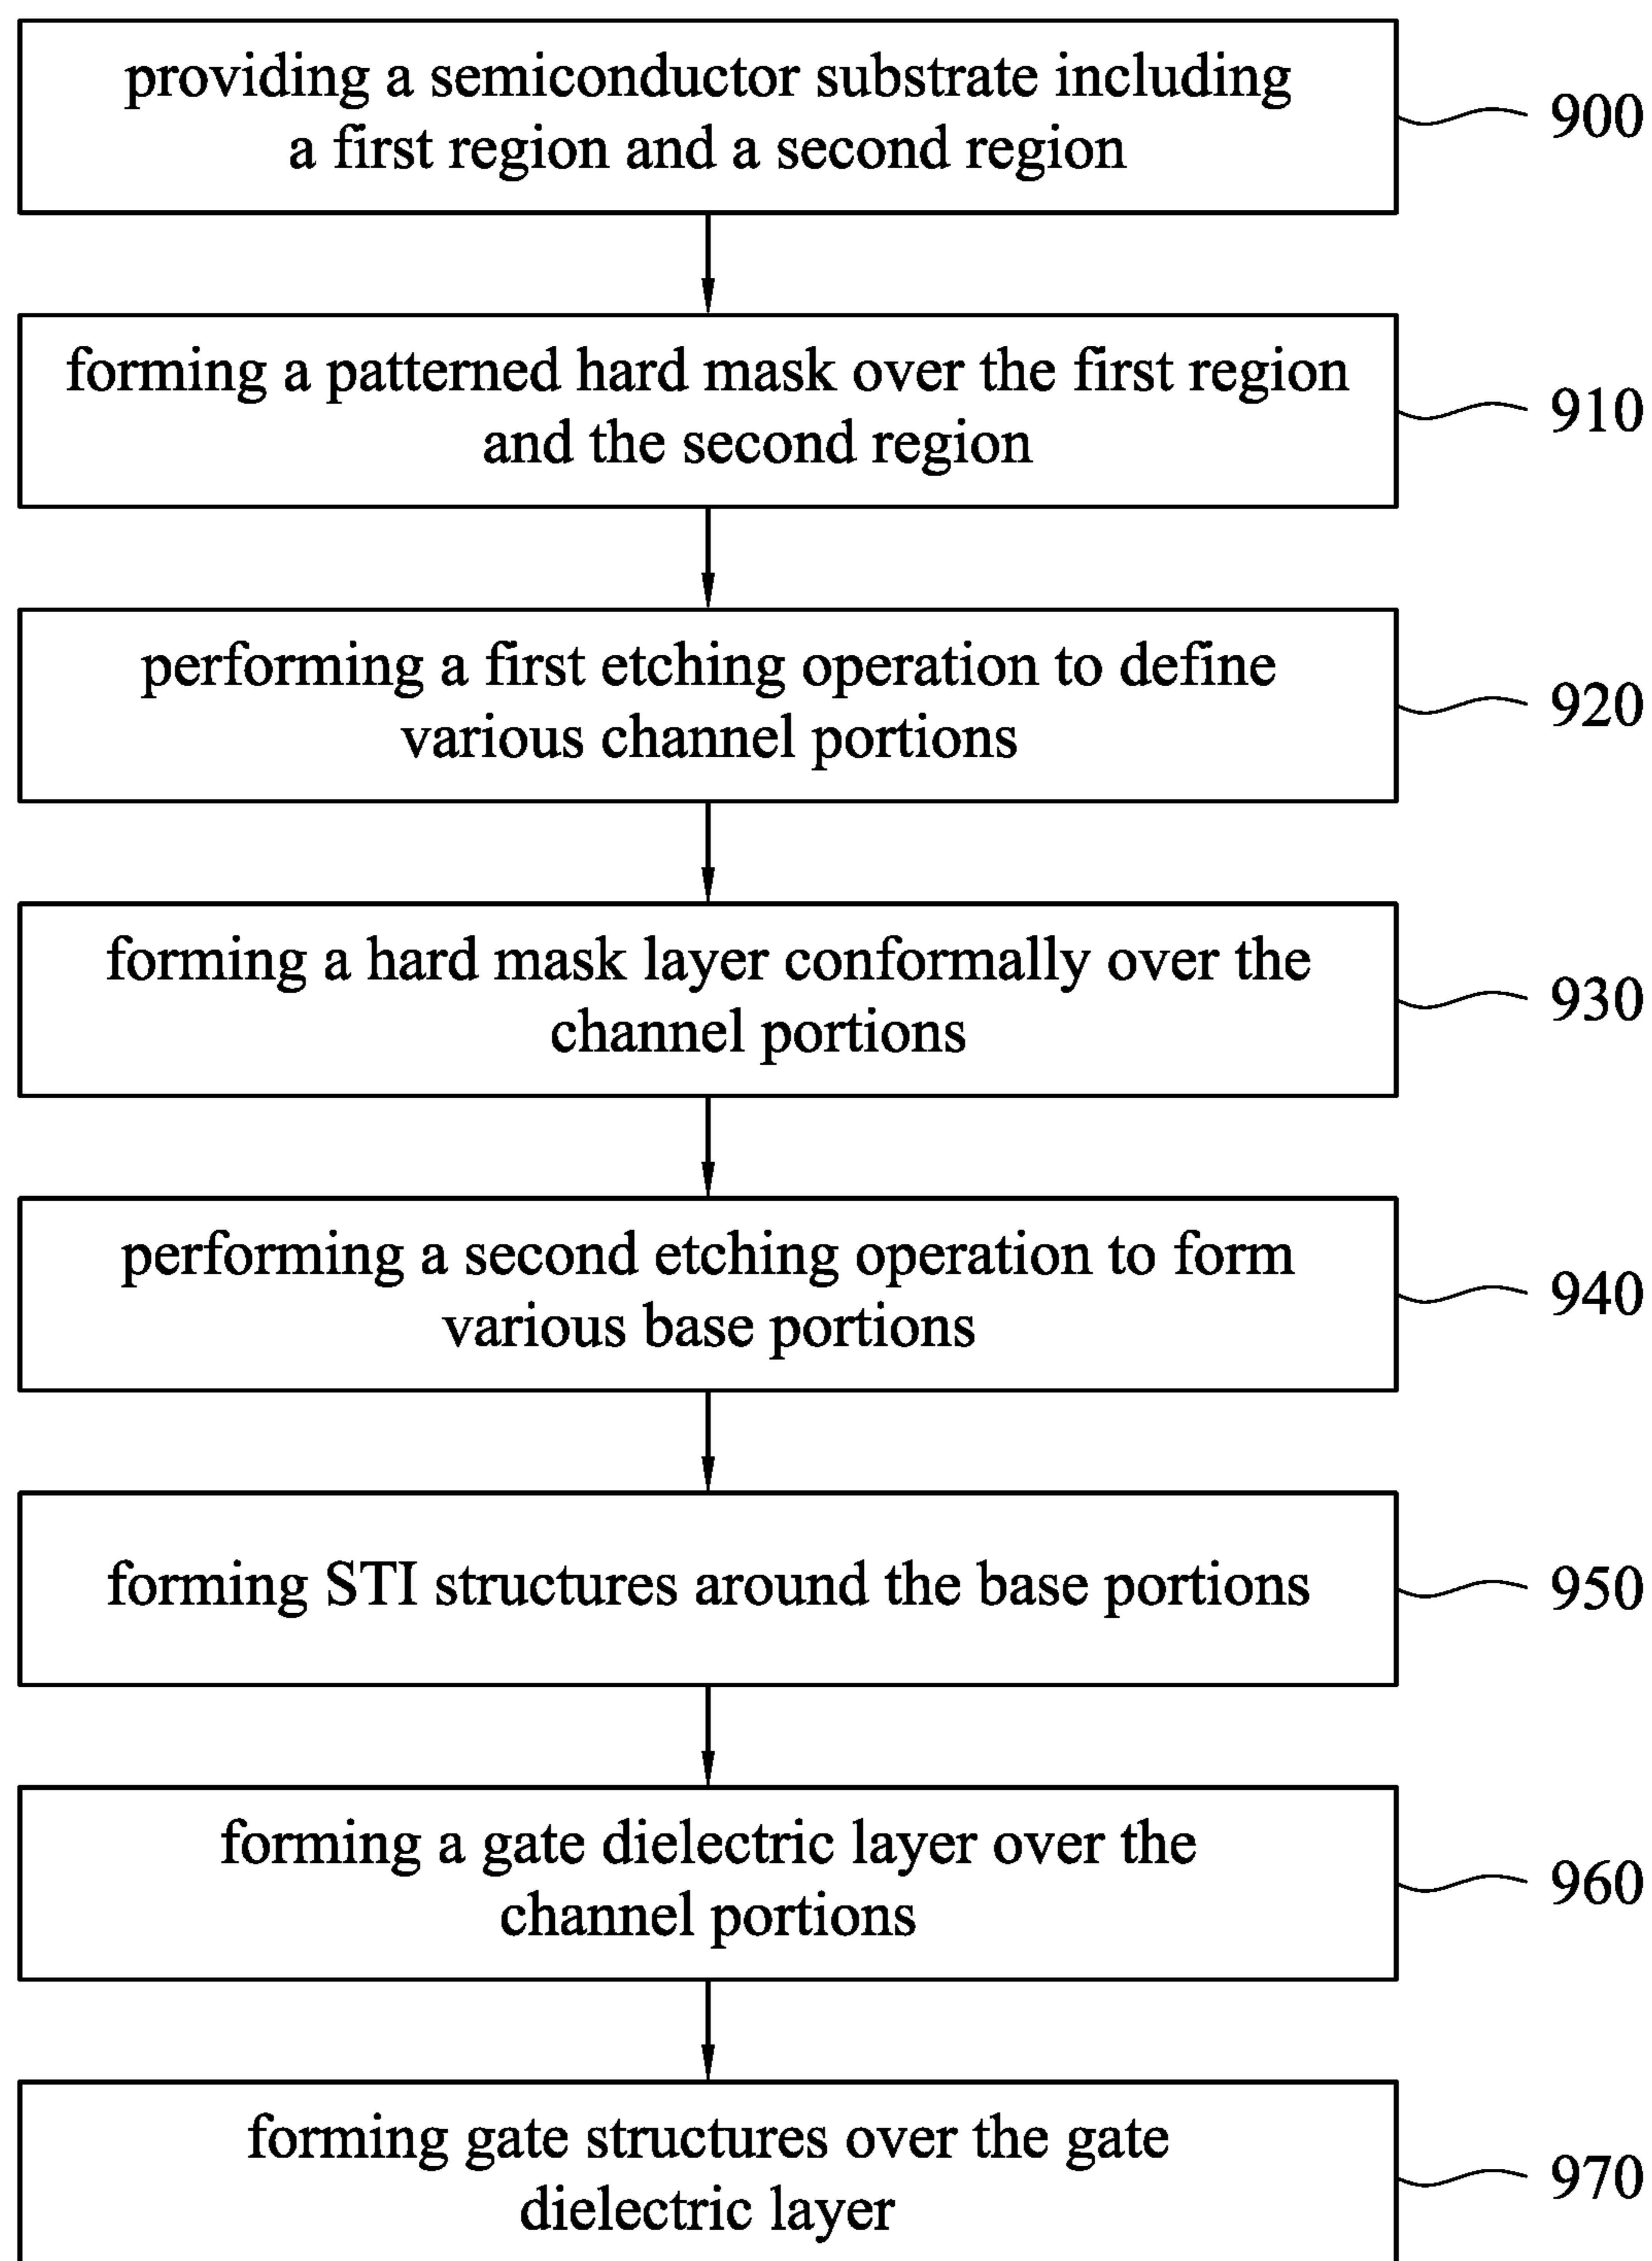 providing a semiconductor substrate including
a first region and a second region
900
forming a patterned hard mask over the first region
and the second region
910
performing a first etching operation to define
various channel portions
920
forming a hard mask layer conformally over the
channel portions
930
performing a second etching operation to form
various base portions
940
forming STI structures around the base portions
950
forming a gate dielectric layer over the
channel portions
960
forming gate structures over the gate
dielectric layer
970